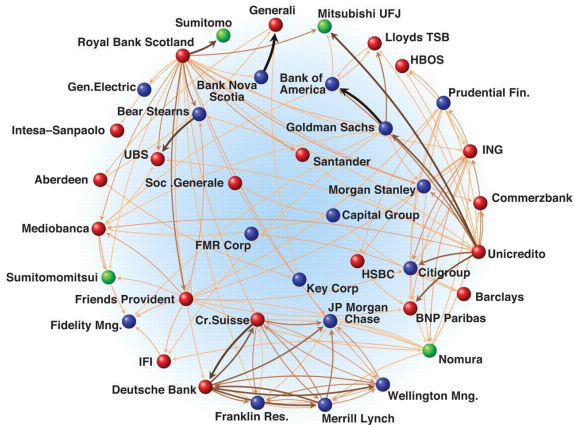 Generali
Sumitomo
Mitsubishi UFJ
Royal Bank Scotland
Lloyds TSB
HBOS
Gen.Electric
Bank Nova
Scotia
Bank of
America
Prudential Fin.
Bear Stearns
Goldman Sachs
Intesa–Sanpaolo
UBS
Santander
ING
Aberdeen
Soc .Generale
Morgan Stanley
Commerzbank
Capital Group
Mediobanca
FMR Corp
Unicredito
Sumitomomitsui
HSBC
Citigroup
Key Corp
Friends Provident
Barclays
JP Morgan
Chase
BNP Paribas
Fidelity Mng.
Cr.Suisse
Nomura
IFI
Deutsche Bank
Wellington Mng.
Franklin Res.
Merrill Lynch